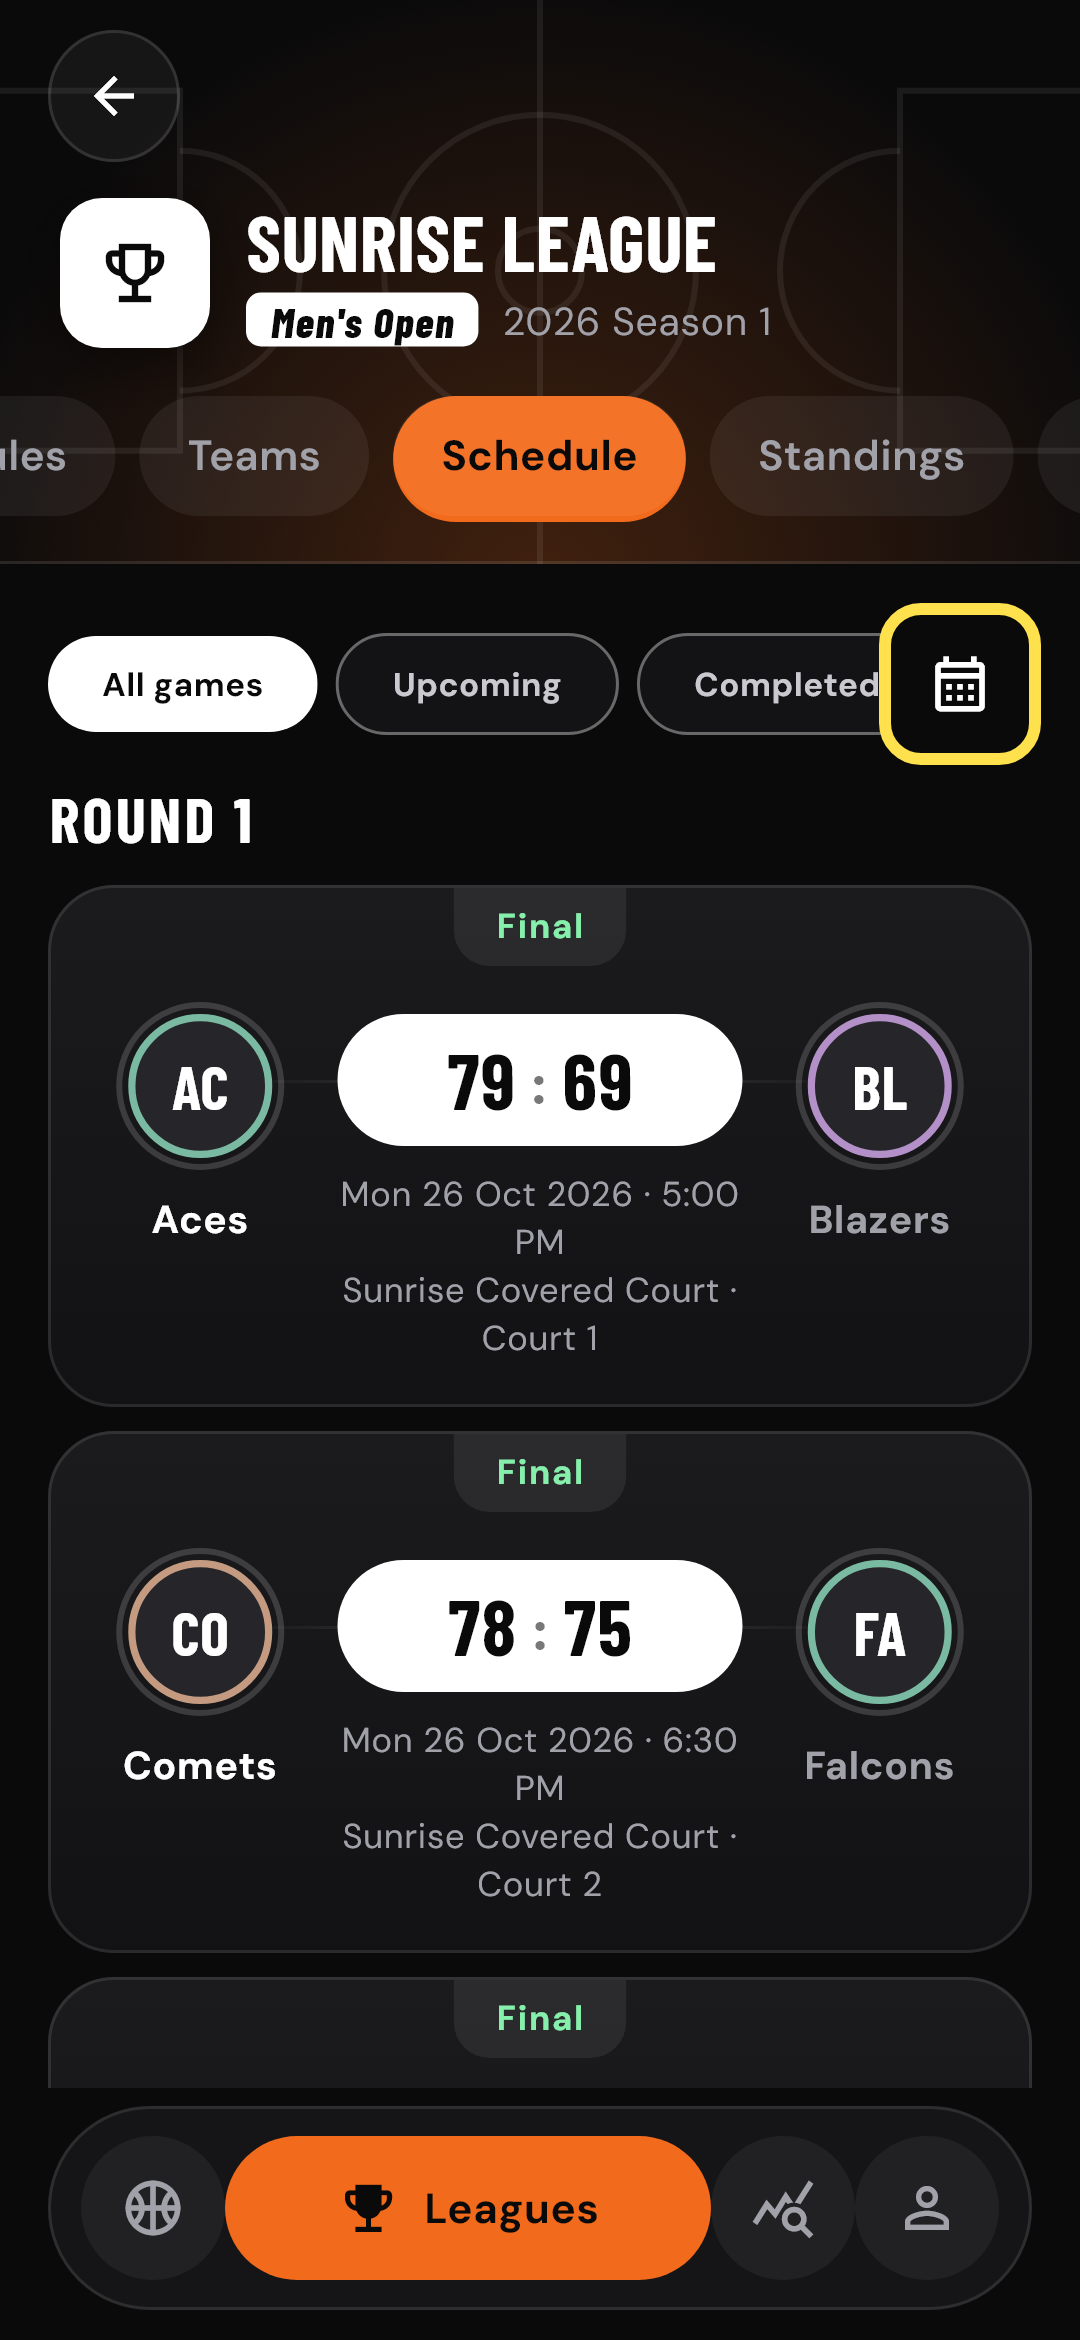 SUNRISE LEAGUE
Men's Open 2026 Season 1
Teams Schedule Standings
All games Upcoming Completed
ROUND 1
Final
AC 79 : 69 BL
Aces Blazers
Mon 26 Oct 2026 · 5:00
PM
Sunrise Covered Court ·
Court 1
Final
CO 78 : 75 FA
Comets Falcons
Mon 26 Oct 2026 · 6:30
PM
Sunrise Covered Court ·
Court 2
Final
Leagues